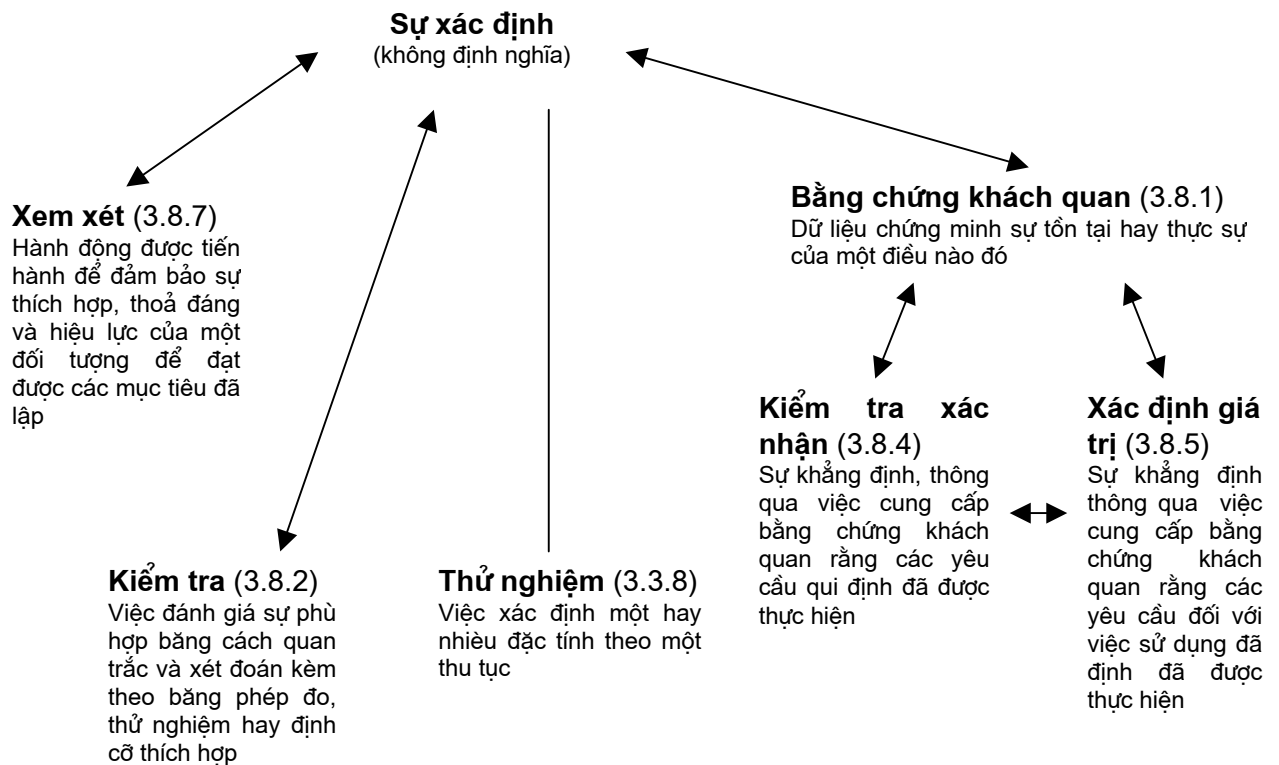 Sự xác định
(không định nghĩa)
Xem xét (3.8.7)
Hành động được tiến
hành để đảm bảo sự
thích hợp, thoả đáng
và hiệu lực của một
đối tượng để đạt
được các mục tiêu đã
lập
Bằng chứng khách quan (3.8.1)
Dữ liệu chứng minh sự tồn tại hay thực sự
của một điều nào đó
Kiểm tra xác
nhận (3.8.4)
Sự khẳng định, thông
qua việc cung cấp
bằng chứng khách
quan rằng các yêu
cầu qui định đã được
thực hiện
Xác định giá
trị (3.8.5)
Sự khẳng định
thông qua việc
cung cấp bằng
chứng khách
quan rằng các
yêu cầu đối với
việc sử dụng đã
định đã được
thực hiện
Kiểm tra (3.8.2)
Việc đánh giá sự phù
hợp băng cách quan
trắc và xét đoán kèm
theo băng phép đo,
thử nghiệm hay định
cỡ thích hợp
Thử nghiệm (3.3.8)
Việc xác định một hay
nhièu đặc tính theo một
thu tục